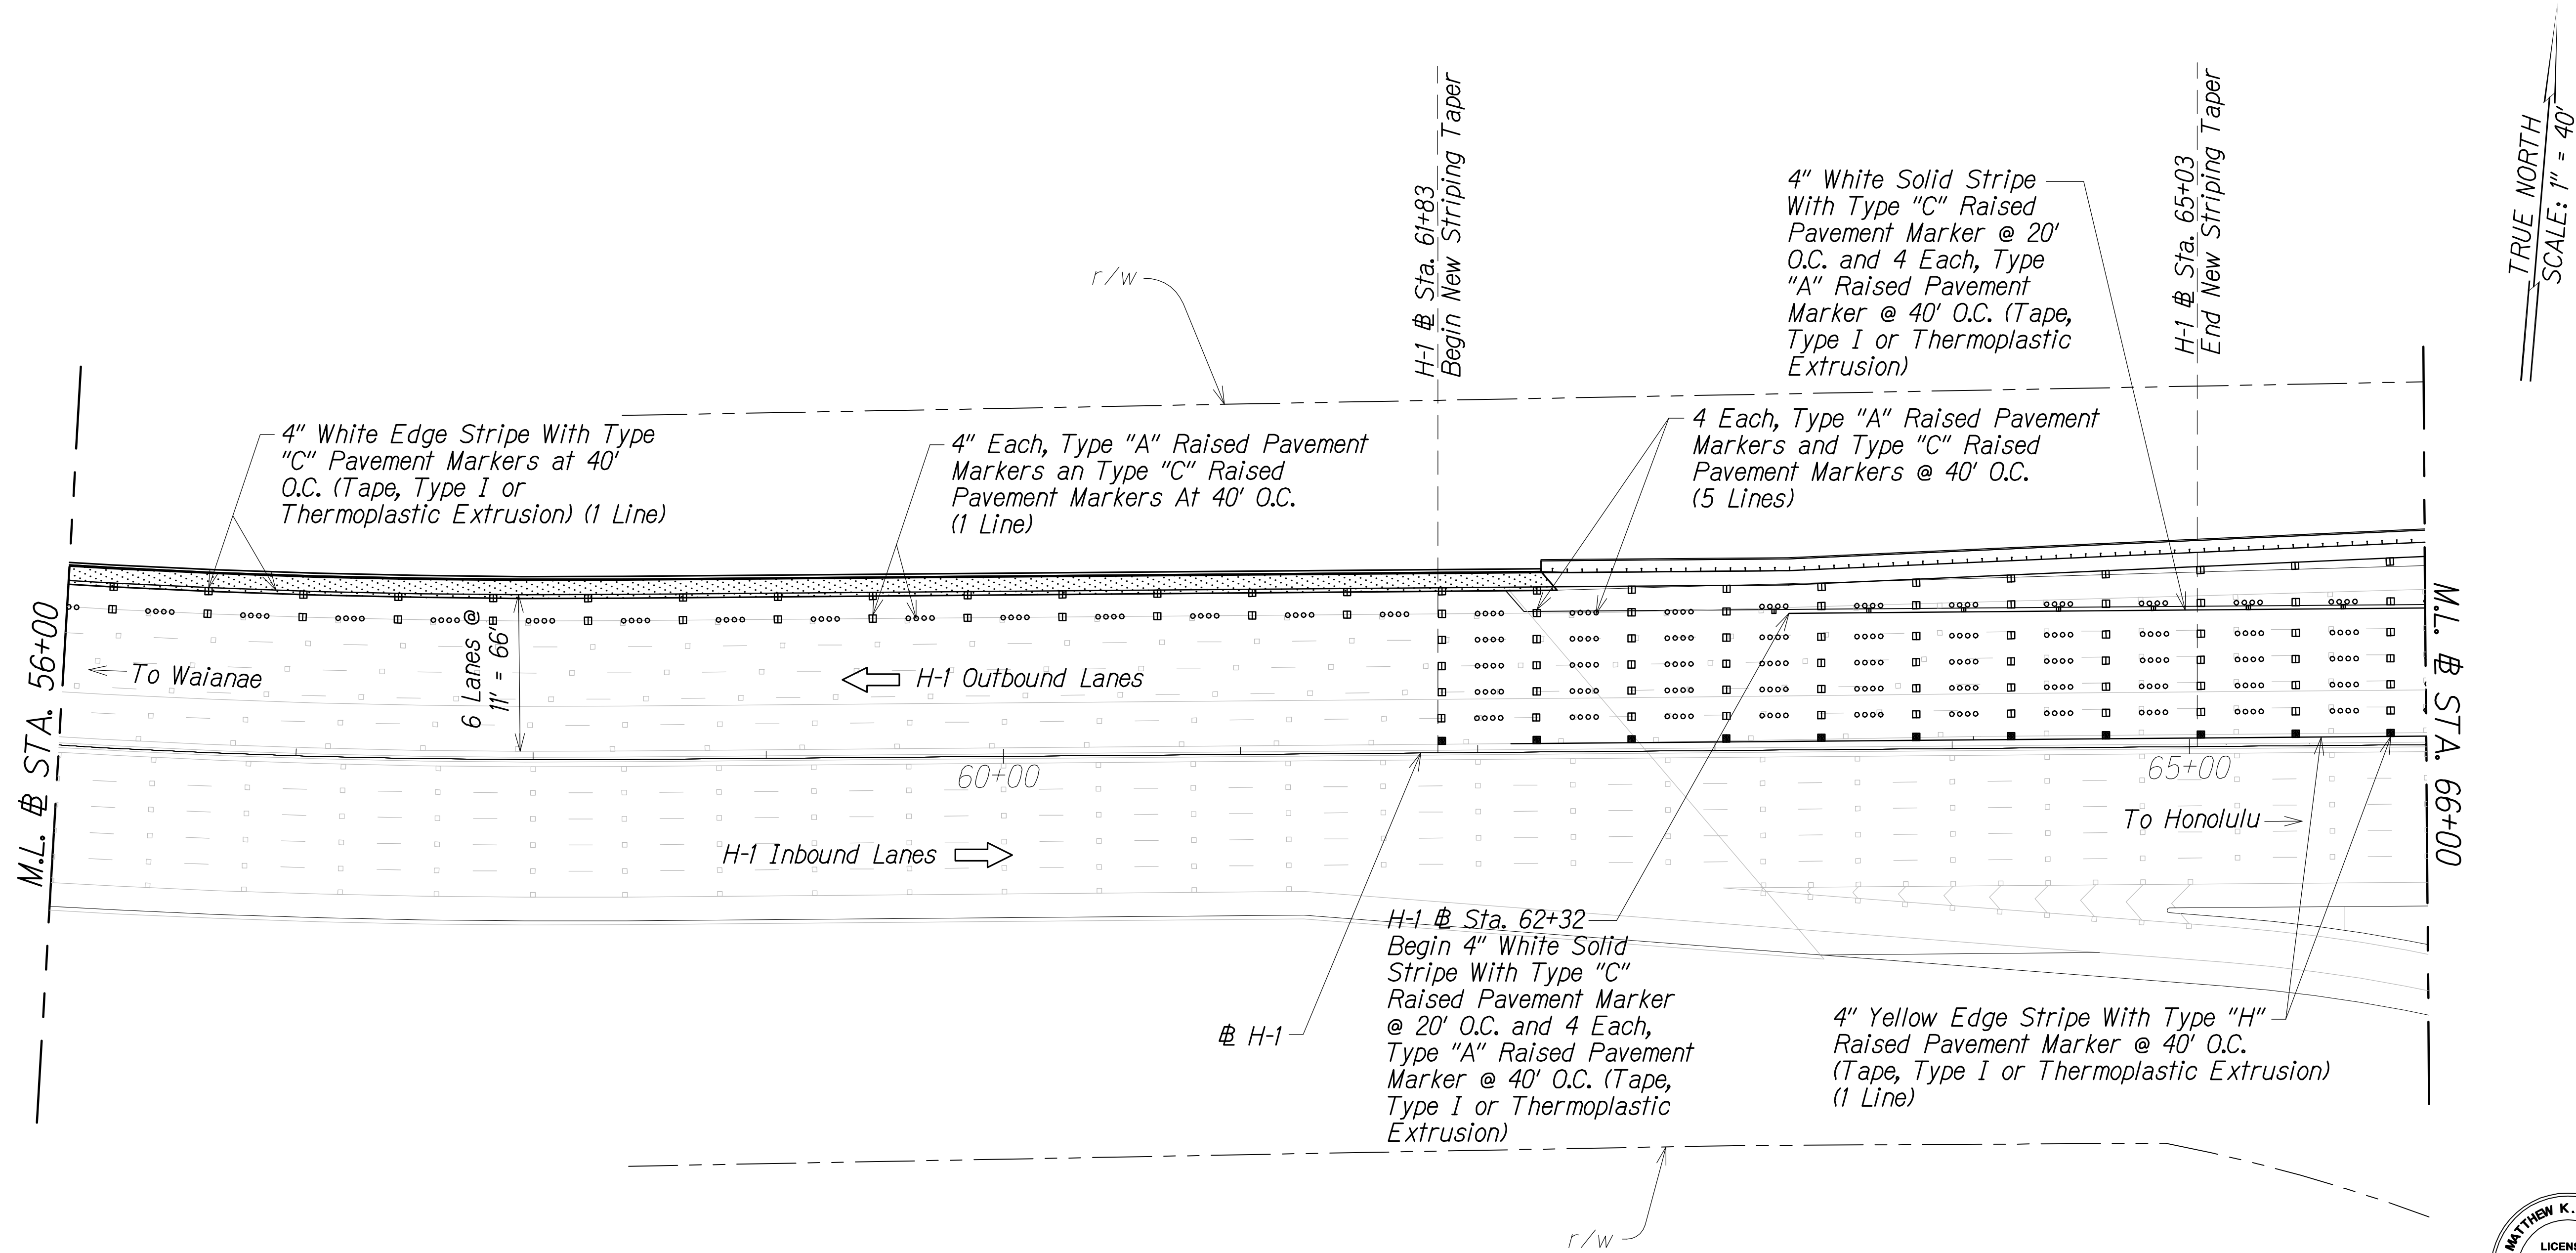 TRUE NORTH
SCALE: 1" = 40'
H-1 ⅊ Sta. 61+83
Begin New Striping Taper
H-1 ⅊ Sta. 65+03
End New Striping Taper
4" White Solid Stripe
With Type "C" Raised
Pavement Marker @ 20'
O.C. and 4 Each, Type
"A" Raised Pavement
Marker @ 40' O.C. (Tape,
Type I or Thermoplastic
Extrusion)
r/w
4" White Edge Stripe With Type
"C" Pavement Markers at 40'
O.C. (Tape, Type I or
Thermoplastic Extrusion) (1 Line)
4" Each, Type "A" Raised Pavement
Markers an Type "C" Raised
Pavement Markers At 40' O.C.
(1 Line)
4 Each, Type "A" Raised Pavement
Markers and Type "C" Raised
Pavement Markers @ 40' O.C.
(5 Lines)
M.L. ⅊ STA. 56+00
To Waianae
6 Lanes @
11' = 66'
H-1 Outbound Lanes
60+00
65+00
M.L. ⅊ STA. 66+00
To Honolulu
H-1 Inbound Lanes
H-1 ⅊ Sta. 62+32
Begin 4" White Solid
Stripe With Type "C"
Raised Pavement Marker
@ 20' O.C. and 4 Each,
Type "A" Raised Pavement
Marker @ 40' O.C. (Tape,
Type I or Thermoplastic
Extrusion)
⅊ H-1
4" Yellow Edge Stripe With Type "H"
Raised Pavement Marker @ 40' O.C.
(Tape, Type I or Thermoplastic Extrusion)
(1 Line)
r/w
MATTHEW K.